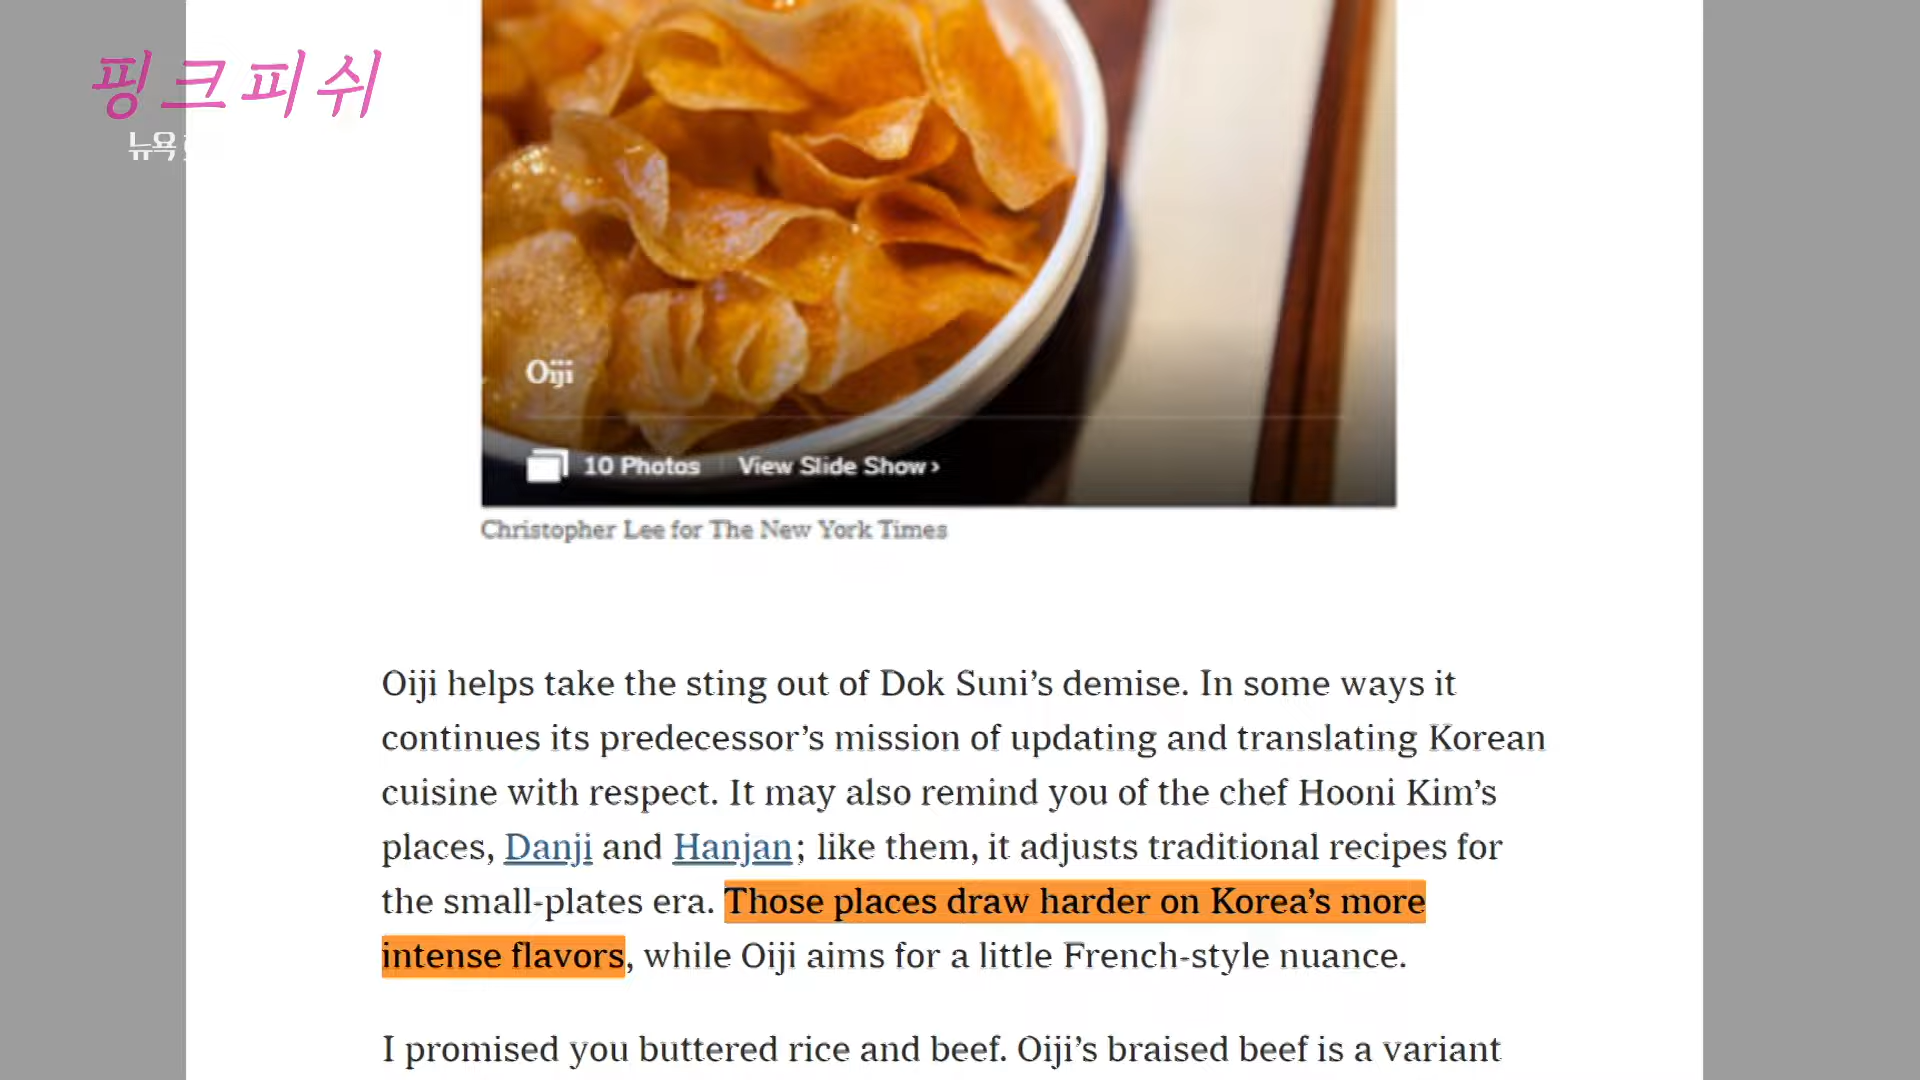 핑크피쉬
뉴욕
Oiji
10 Photos
View Slide Show ›
Christopher Lee for The New York Times
Oiji helps take the sting out of Dok Suni’s demise. In some ways it
continues its predecessor’s mission of updating and translating Korean
cuisine with respect. It may also remind you of the chef Hooni Kim’s
places, Danji and Hanjan; like them, it adjusts traditional recipes for
the small-plates era. Those places draw harder on Korea’s more
intense flavors, while Oiji aims for a little French-style nuance.
I promised you buttered rice and beef. Oiji’s braised beef is a variant